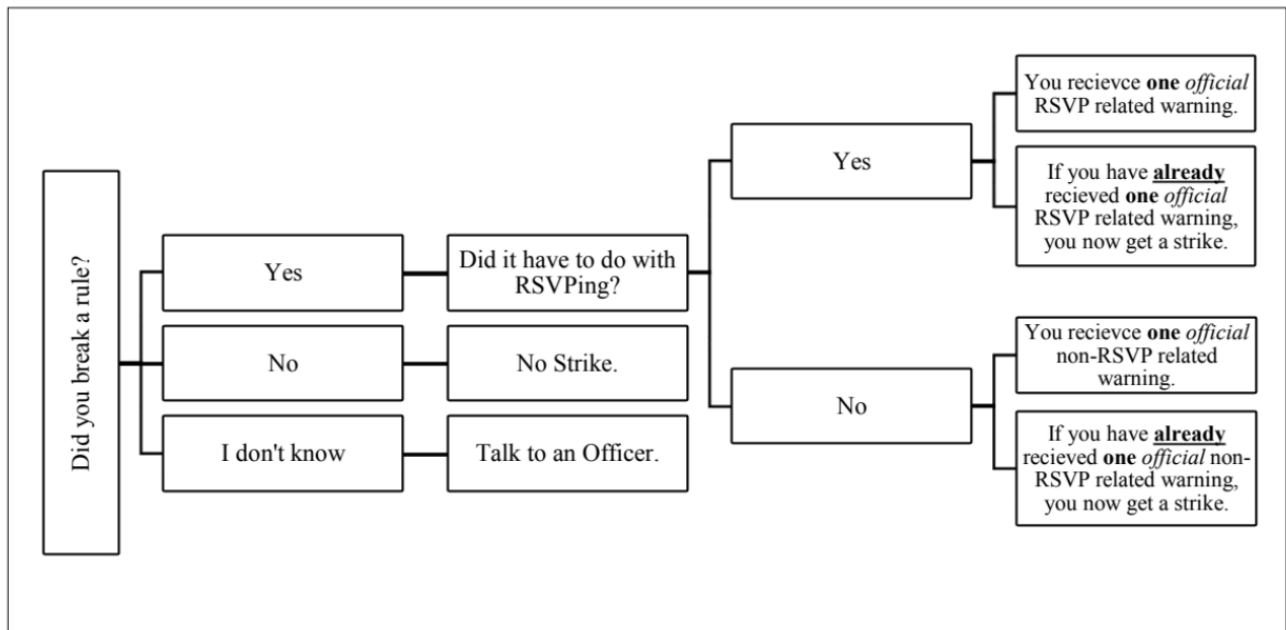 Did you break a rule?
Yes
No
I don't know
Did it have to do with
RSVPing?
No Strike.
Talk to an Officer.
Yes
No
You recievce one official
RSVP related warning.
If you have already
recieved one official
RSVP related warning,
you now get a strike.
You recievce one official
non-RSVP related
warning.
If you have already
recieved one official non-
RSVP related warning,
you now get a strike.